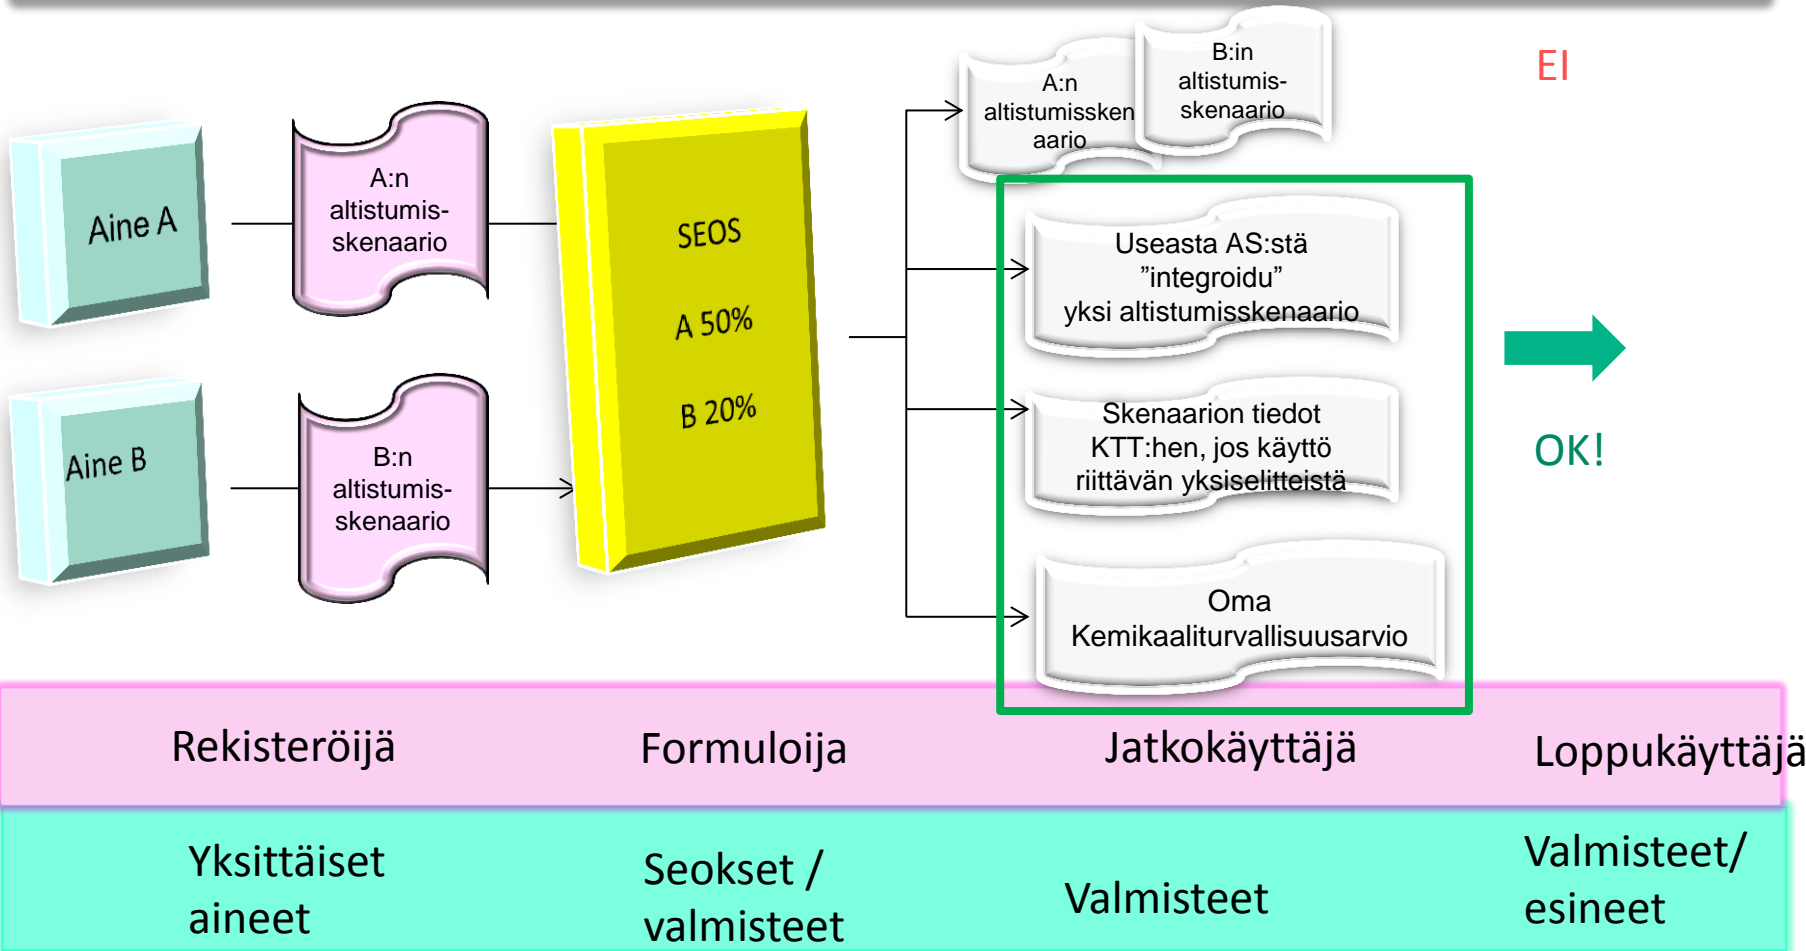 Aine A
A:n
altistumis-
skenaario
Aine B
B:n
altistumis-
skenaario
SEOS
A 50%
B 20%
A:n
altistumissken
aario
B:in
altistumis-
skenaario
EI
Useasta AS:stä
”integroidu”
yksi altistumisskenaario
Skenaarion tiedot
KTT:hen, jos käyttö
riittävän yksiselitteistä
Oma
Kemikaaliturvallisuusarvio
OK!
Rekisteröijä
Formuloija
Jatkokäyttäjä
Loppukäyttäjä
Yksittäiset
aineet
Seokset /
valmisteet
Valmisteet
Valmisteet/
esineet